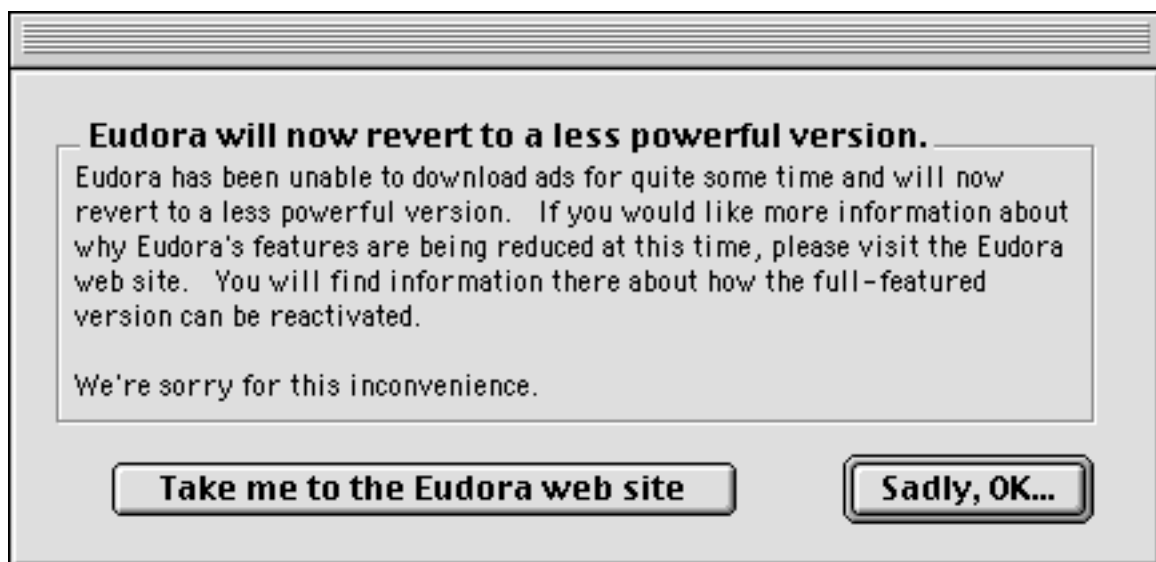 Eudora will now revert to a less powerful version.
Eudora has been unable to download ads for quite some time and will now
revert to a less powerful version.   If you would like more information about
why Eudora's features are being reduced at this time, please visit the Eudora
web site.   You will find information there about how the full-featured
version can be reactivated.
We're sorry for this inconvenience.
Take me to the Eudora web site
Sadly, OK...